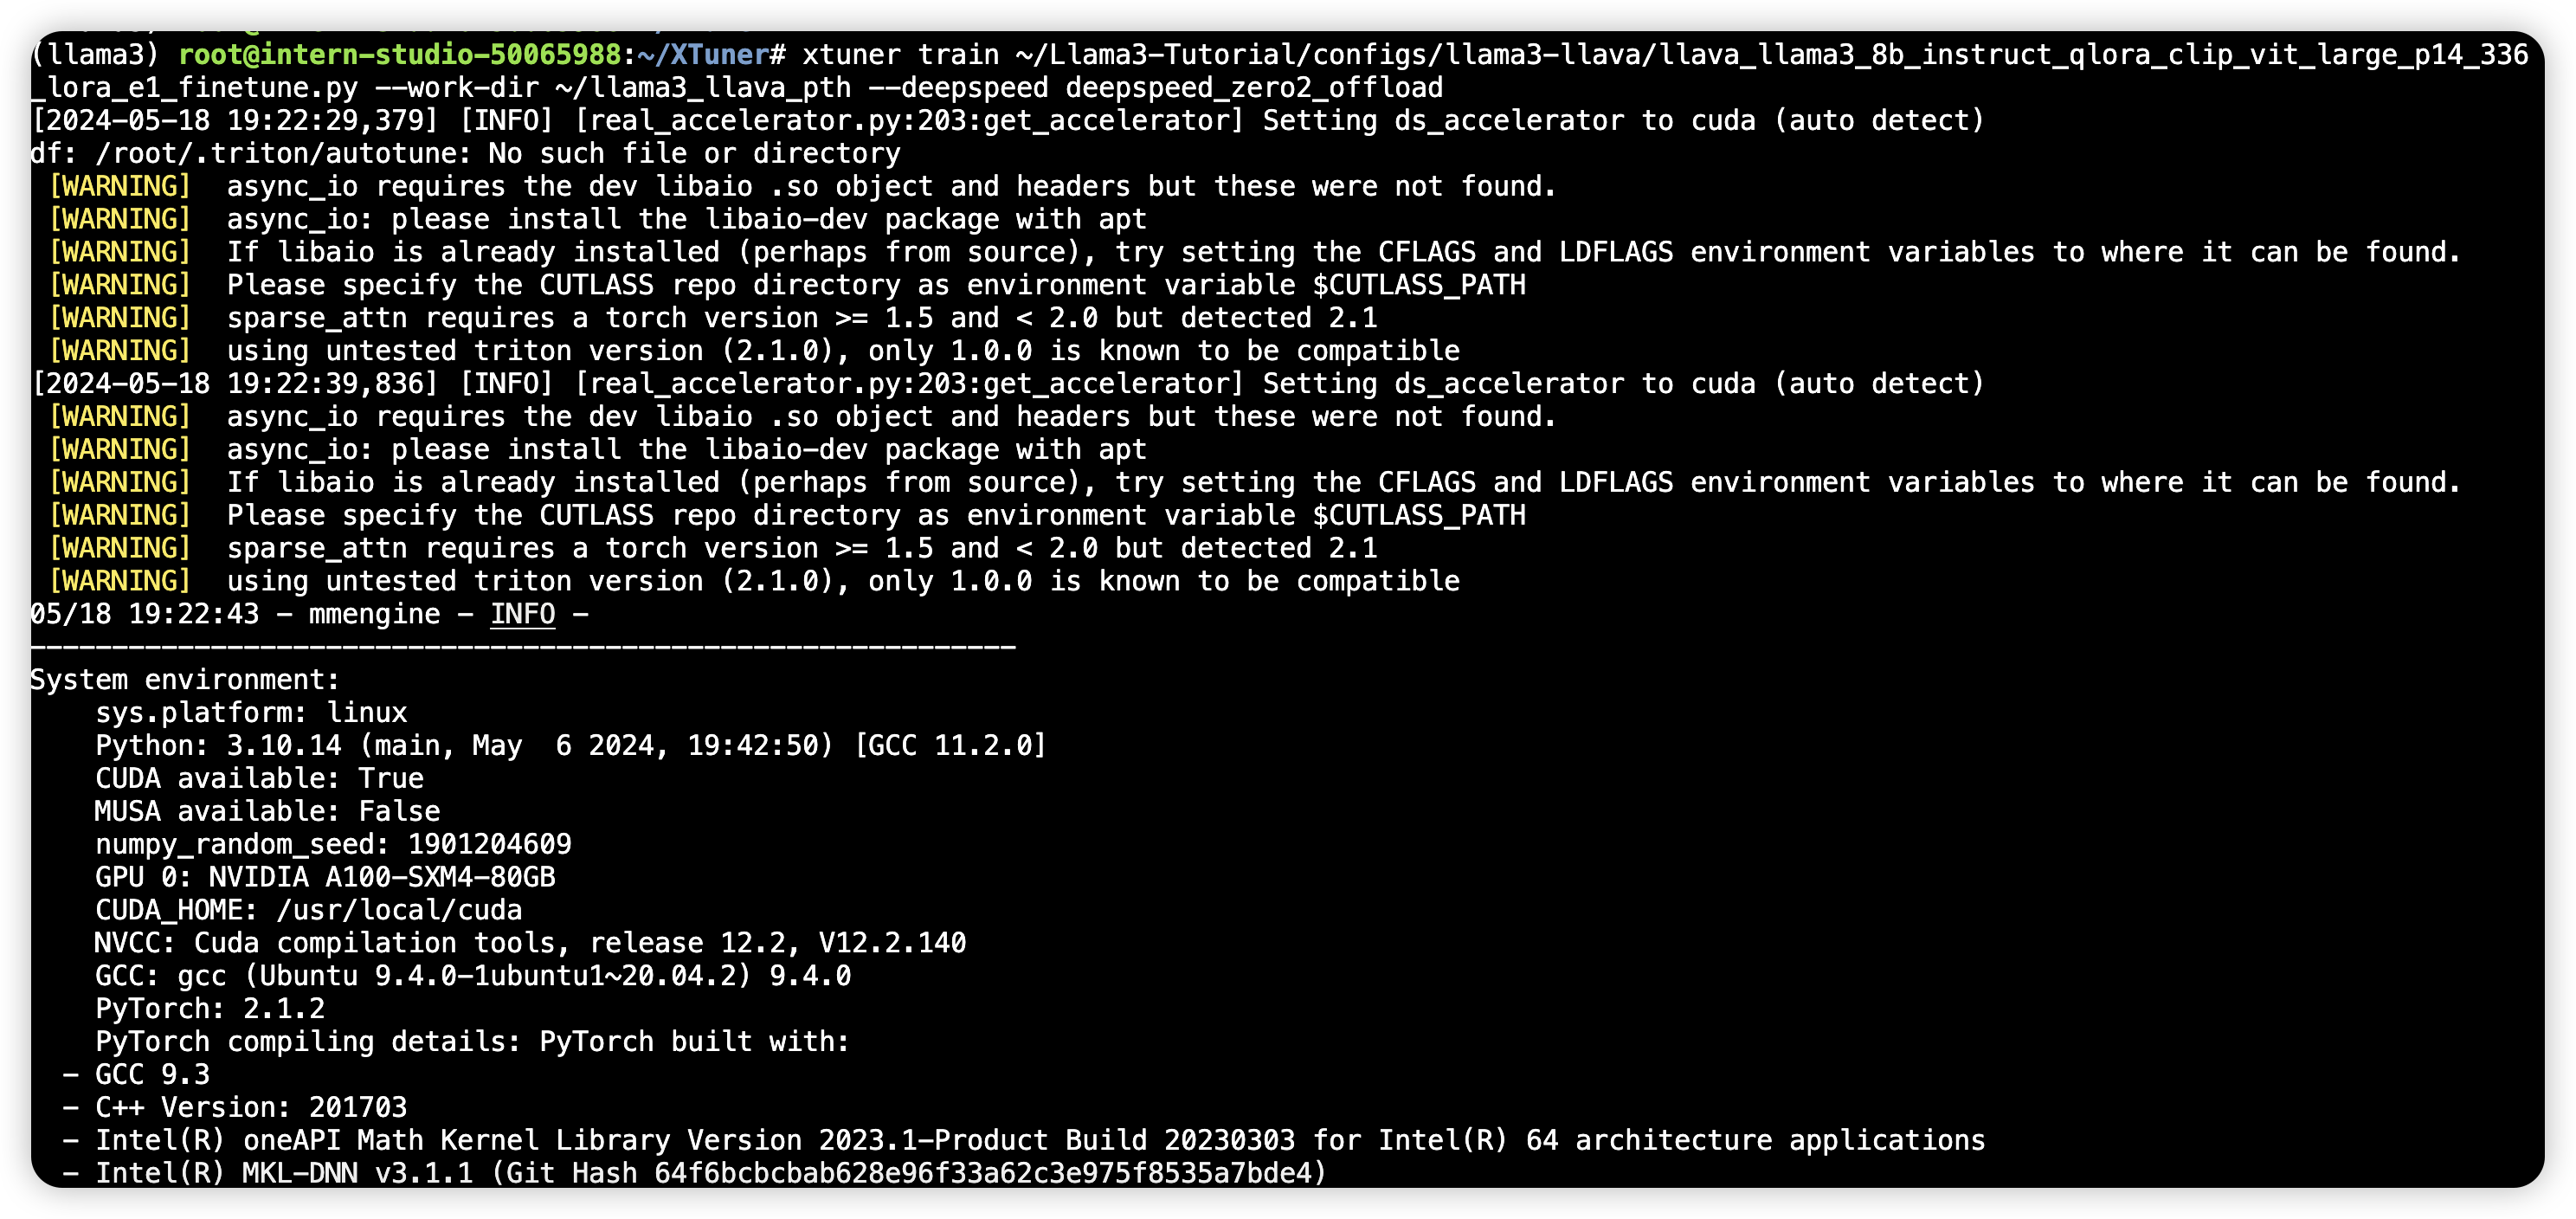 (llama3) root@intern-studio-50065988:~/XTuner# xtuner train ~/Llama3-Tutorial/configs/llama3-llava/llava_llama3_8b_instruct_qlora_clip_vit_large_p14_336
_lora_e1_finetune.py --work-dir ~/llama3_llava_pth --deepspeed deepspeed_zero2_offload
[2024-05-18 19:22:29,379] [INFO] [real_accelerator.py:203:get_accelerator] Setting ds_accelerator to cuda (auto detect)
df: /root/.triton/autotune: No such file or directory
[WARNING]  async_io requires the dev libaio .so object and headers but these were not found.
[WARNING]  async_io: please install the libaio-dev package with apt
[WARNING]  If libaio is already installed (perhaps from source), try setting the CFLAGS and LDFLAGS environment variables to where it can be found.
[WARNING]  Please specify the CUTLASS repo directory as environment variable $CUTLASS_PATH
[WARNING]  sparse_attn requires a torch version >= 1.5 and < 2.0 but detected 2.1
[WARNING]  using untested triton version (2.1.0), only 1.0.0 is known to be compatible
[2024-05-18 19:22:39,836] [INFO] [real_accelerator.py:203:get_accelerator] Setting ds_accelerator to cuda (auto detect)
[WARNING]  async_io requires the dev libaio .so object and headers but these were not found.
[WARNING]  async_io: please install the libaio-dev package with apt
[WARNING]  If libaio is already installed (perhaps from source), try setting the CFLAGS and LDFLAGS environment variables to where it can be found.
[WARNING]  Please specify the CUTLASS repo directory as environment variable $CUTLASS_PATH
[WARNING]  sparse_attn requires a torch version >= 1.5 and < 2.0 but detected 2.1
[WARNING]  using untested triton version (2.1.0), only 1.0.0 is known to be compatible
05/18 19:22:43 - mmengine - INFO -
------------------------------------------------------------
System environment:
    sys.platform: linux
    Python: 3.10.14 (main, May  6 2024, 19:42:50) [GCC 11.2.0]
    CUDA available: True
    MUSA available: False
    numpy_random_seed: 1901204609
    GPU 0: NVIDIA A100-SXM4-80GB
    CUDA_HOME: /usr/local/cuda
    NVCC: Cuda compilation tools, release 12.2, V12.2.140
    GCC: gcc (Ubuntu 9.4.0-1ubuntu1~20.04.2) 9.4.0
    PyTorch: 2.1.2
    PyTorch compiling details: PyTorch built with:
  - GCC 9.3
  - C++ Version: 201703
  - Intel(R) oneAPI Math Kernel Library Version 2023.1-Product Build 20230303 for Intel(R) 64 architecture applications
  - Intel(R) MKL-DNN v3.1.1 (Git Hash 64f6bcbcbab628e96f33a62c3e975f8535a7bde4)